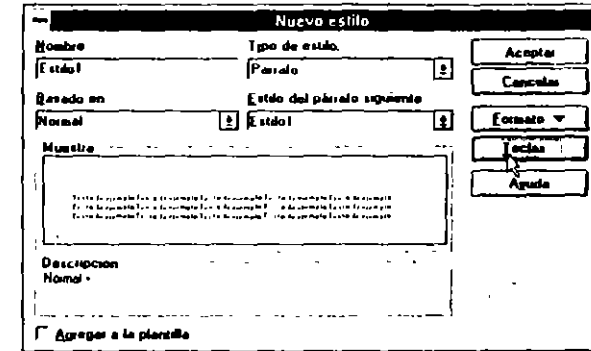 Nuevo estilo
Nombre
Tipo de estilo.
Aceptar
Estilo1
Párrafo
Cancelar
Basado en
Estilo del párrafo siguiente
Normal
Estilo1
Formato
Teclas
Muestra
Ayuda
Descripcion
Normal +
Agregar a la plantilla